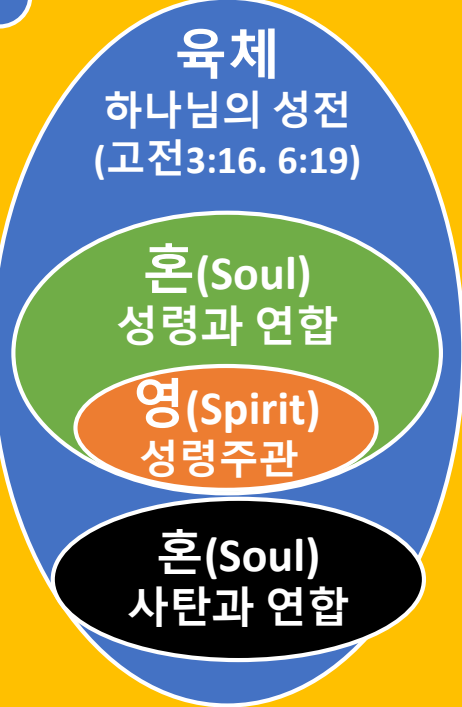 육체
하나님의 성전
(고전3:16. 6:19)
혼(Soul)
성령과 연합
영(Spirit)
성령주관
혼(Soul)
사탄과 연합